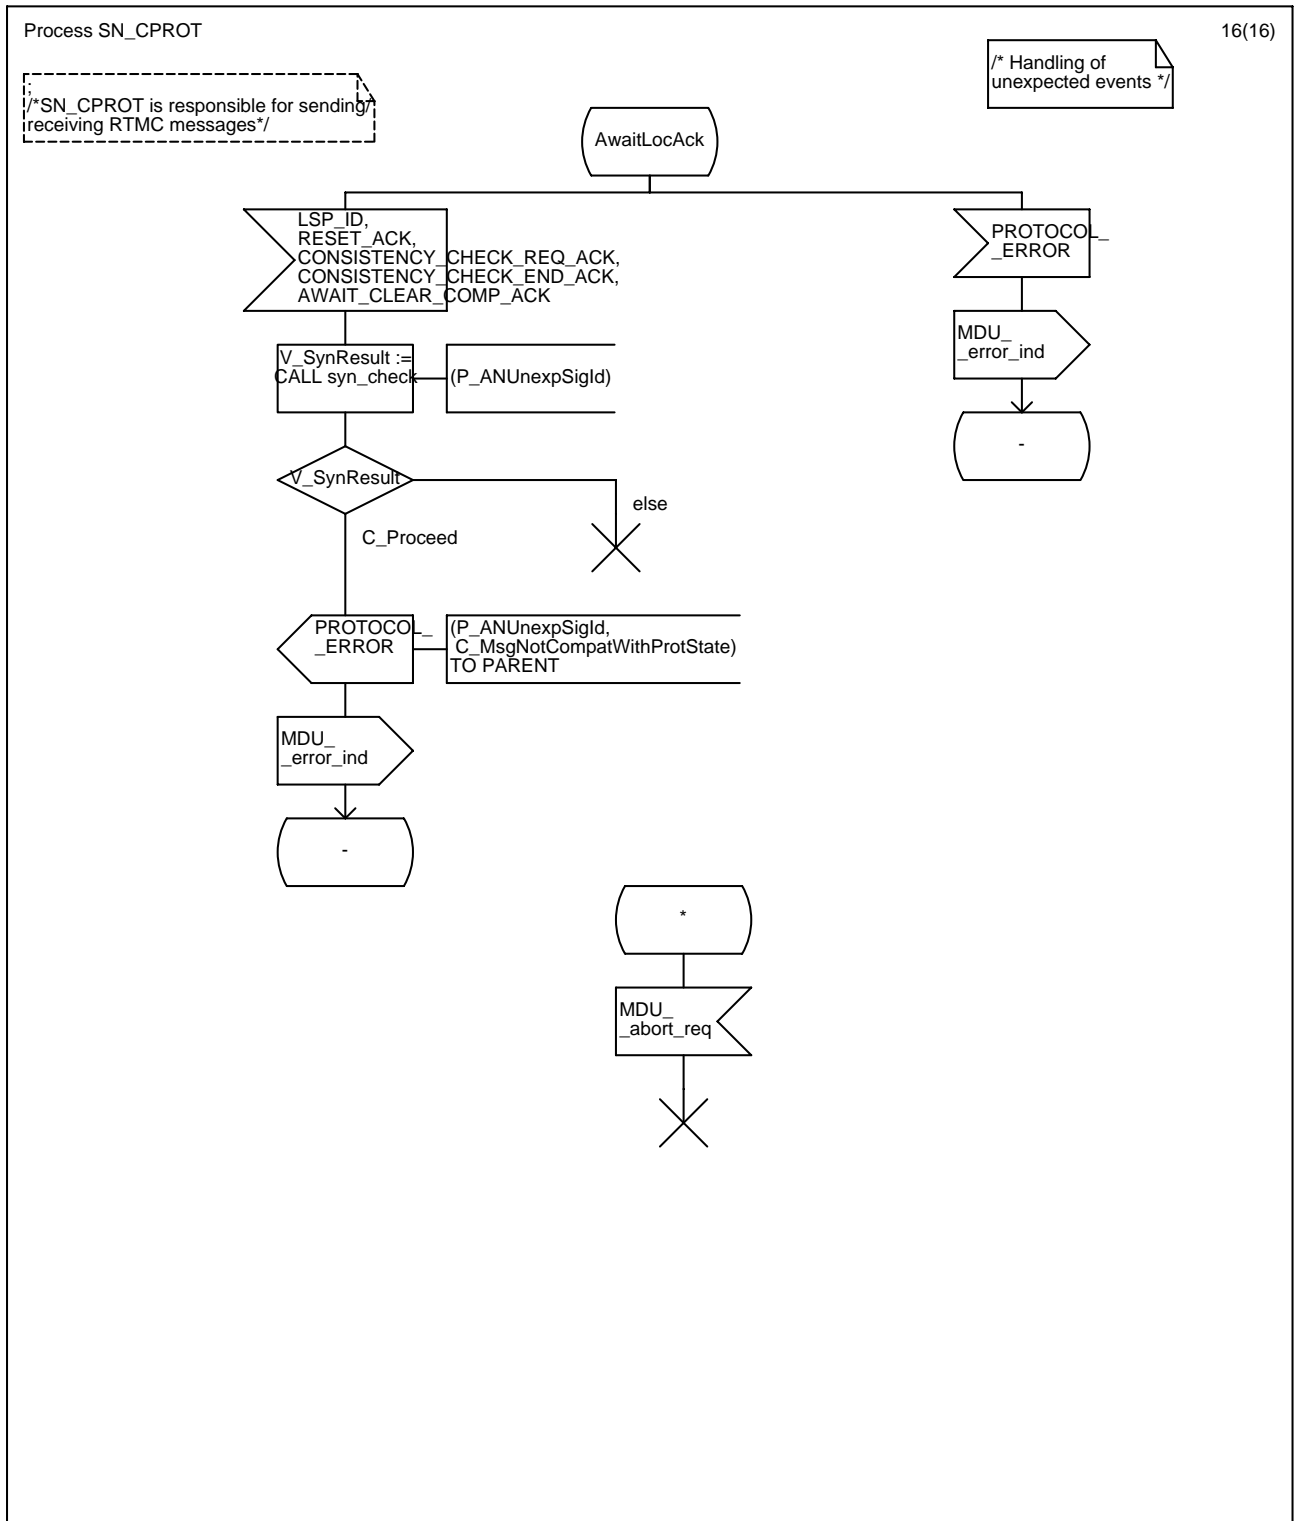 Process SN_CPROT
16(16)
;
/*SN_CPROT is responsible for sending/
receiving RTMC messages*/
/* Handling of
unexpected events */
AwaitLocAck
LSP_ID,
RESET_ACK,
CONSISTENCY_CHECK_REQ_ACK,
CONSISTENCY_CHECK_END_ACK,
AWAIT_CLEAR_COMP_ACK
PROTOCOL_
_ERROR
MDU_
_error_ind
-
V_SynResult :=
CALL syn_check
(P_ANUnexpSigId)
V_SynResult
else
C_Proceed
PROTOCOL_
_ERROR
(P_ANUnexpSigId,
C_MsgNotCompatWithProtState)
TO PARENT
MDU_
_error_ind
-
*
MDU_
_abort_req